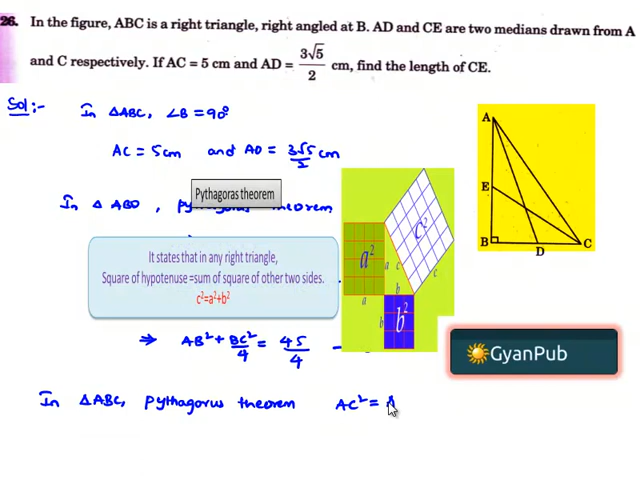 26. In the figure, ABC is a right triangle, right angled at B. AD and CE are two medians drawn from A
and C respectively. If AC = 5 cm and AD = 3√5/2 cm, find the length of CE.
Sol:-
In ΔABC, ∠B = 90°
AC = 5cm and AD = 3√5/2 cm
Pythagoras theorem
In Δ ABD, pythagorus theorem
It states that in any right triangle,
Square of hypotenuse =sum of square of other two sides.
c²=a²+b²
⇒ AB² + BC²/4 = 45/4 —
In ΔABC, pythagorus theorem AC² = A
A
E
B
D
C
a²
c²
b²
a
c
b
a
c
b
GyanPub